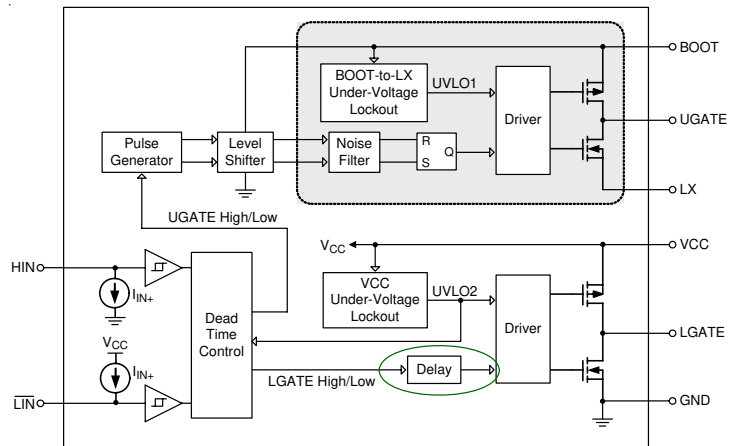 BOOT
BOOT-to-LX
Under-Voltage
Lockout
UVLO1
Driver
UGATE
Pulse
Generator
Level
Shifter
Noise
Filter
R
S
Q
LX
UGATE High/Low
VCC
VCC
HIN
IIN+
VCC
Under-Voltage
Lockout
UVLO2
Driver
Dead
Time
Control
LGATE
VCC
IIN+
Delay
LGATE High/Low
LIN
GND